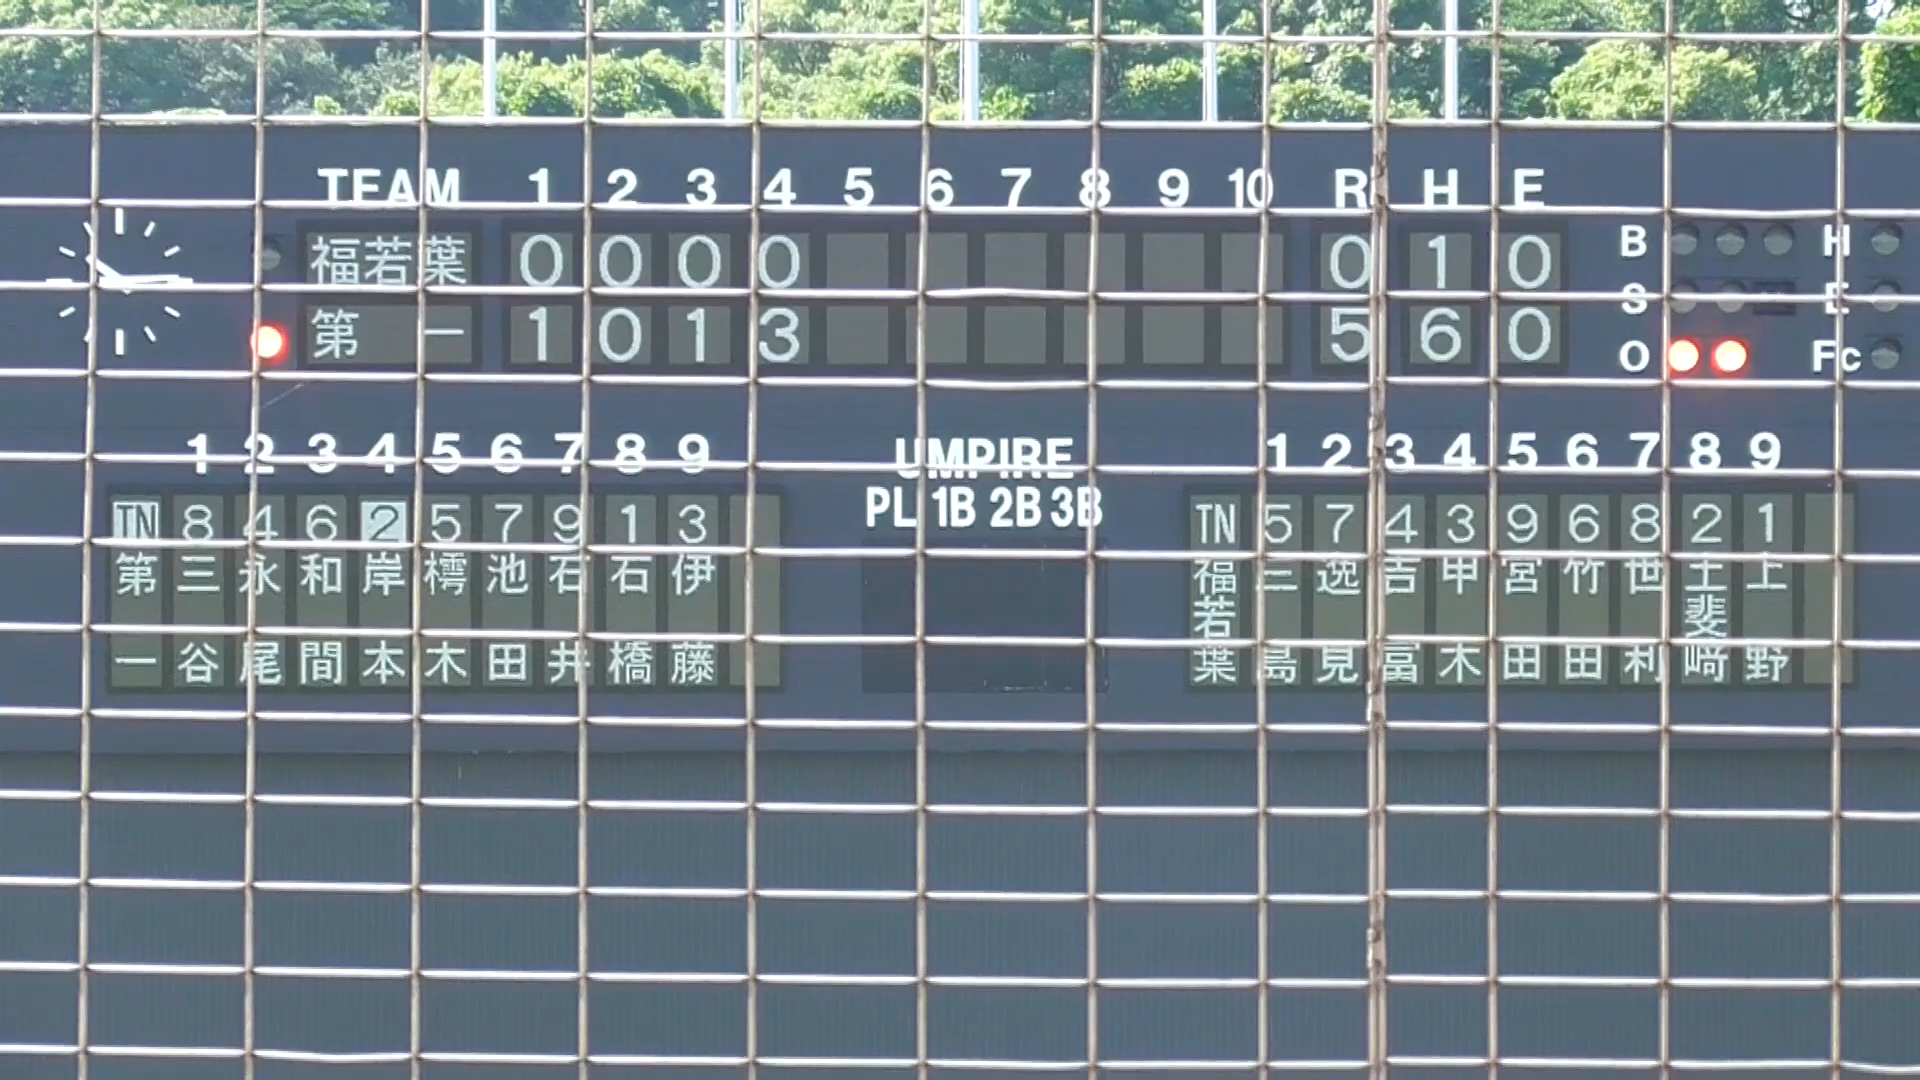 TEAM 1 2 3 4 5 6 7 8 9 10 R H E
福若葉 0 0 0 0 0 1 0 B H
第一 1 0 1 3 5 6 0 S E
O Fc
1 2 3 4 5 6 7 8 9 UMPIRE 1 2 3 4 5 6 7 8 9
PL 1B 2B 3B
TN 8 4 6 2 5 7 9 1 3
第一 三谷 永尾 和間 岸本 樗木 池田 石井 石橋 伊藤
TN 5 7 4 3 9 6 8 2 1
福若葉 三島 逸見 吉冨 甲木 宮田 竹田 世利 土斐﨑 上野